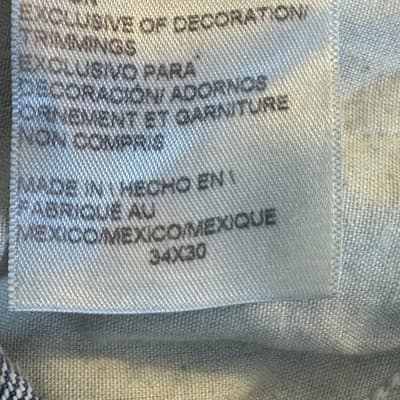 EXCLUSIVE OF DECORATION/
TRIMMINGS
EXCLUSIVO PARA
DECORACIÓN/ ADORNOS
ORNEMENT ET GARNITURE
NON COMPRIS
MADE IN \ HECHO EN \
FABRIQUÉ AU
MEXICO/MEXICO/MEXIQUE
34X30